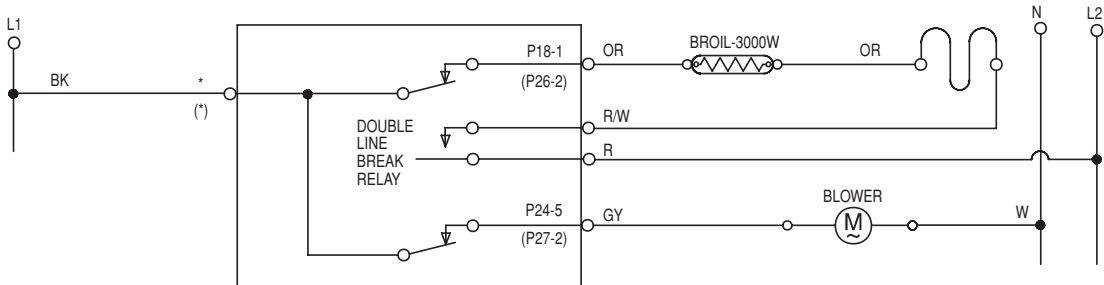 L1
N
L2
BK
*
(*)
P18-1
(P26-2)
OR
BROIL-3000W
OR
DOUBLE
LINE
BREAK
RELAY
R/W
R
P24-5
(P27-2)
GY
BLOWER
M
~
W